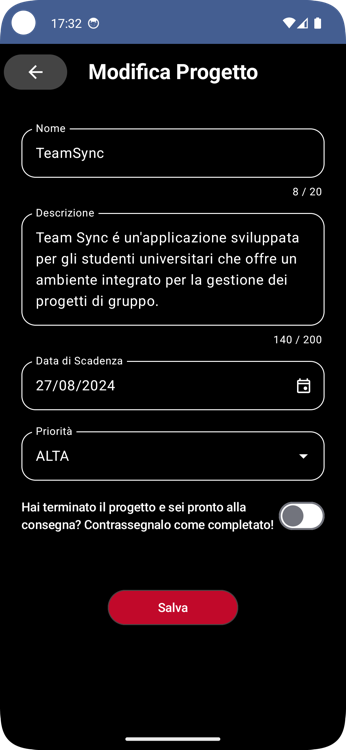 17:32
Modifica Progetto
Nome
TeamSync
8 / 20
Descrizione
Team Sync é un'applicazione sviluppata
per gli studenti universitari che offre un
ambiente integrato per la gestione dei
progetti di gruppo.
140 / 200
Data di Scadenza
27/08/2024
Priorità
ALTA
Hai terminato il progetto e sei pronto alla
consegna? Contrassegnalo come completato!
Salva